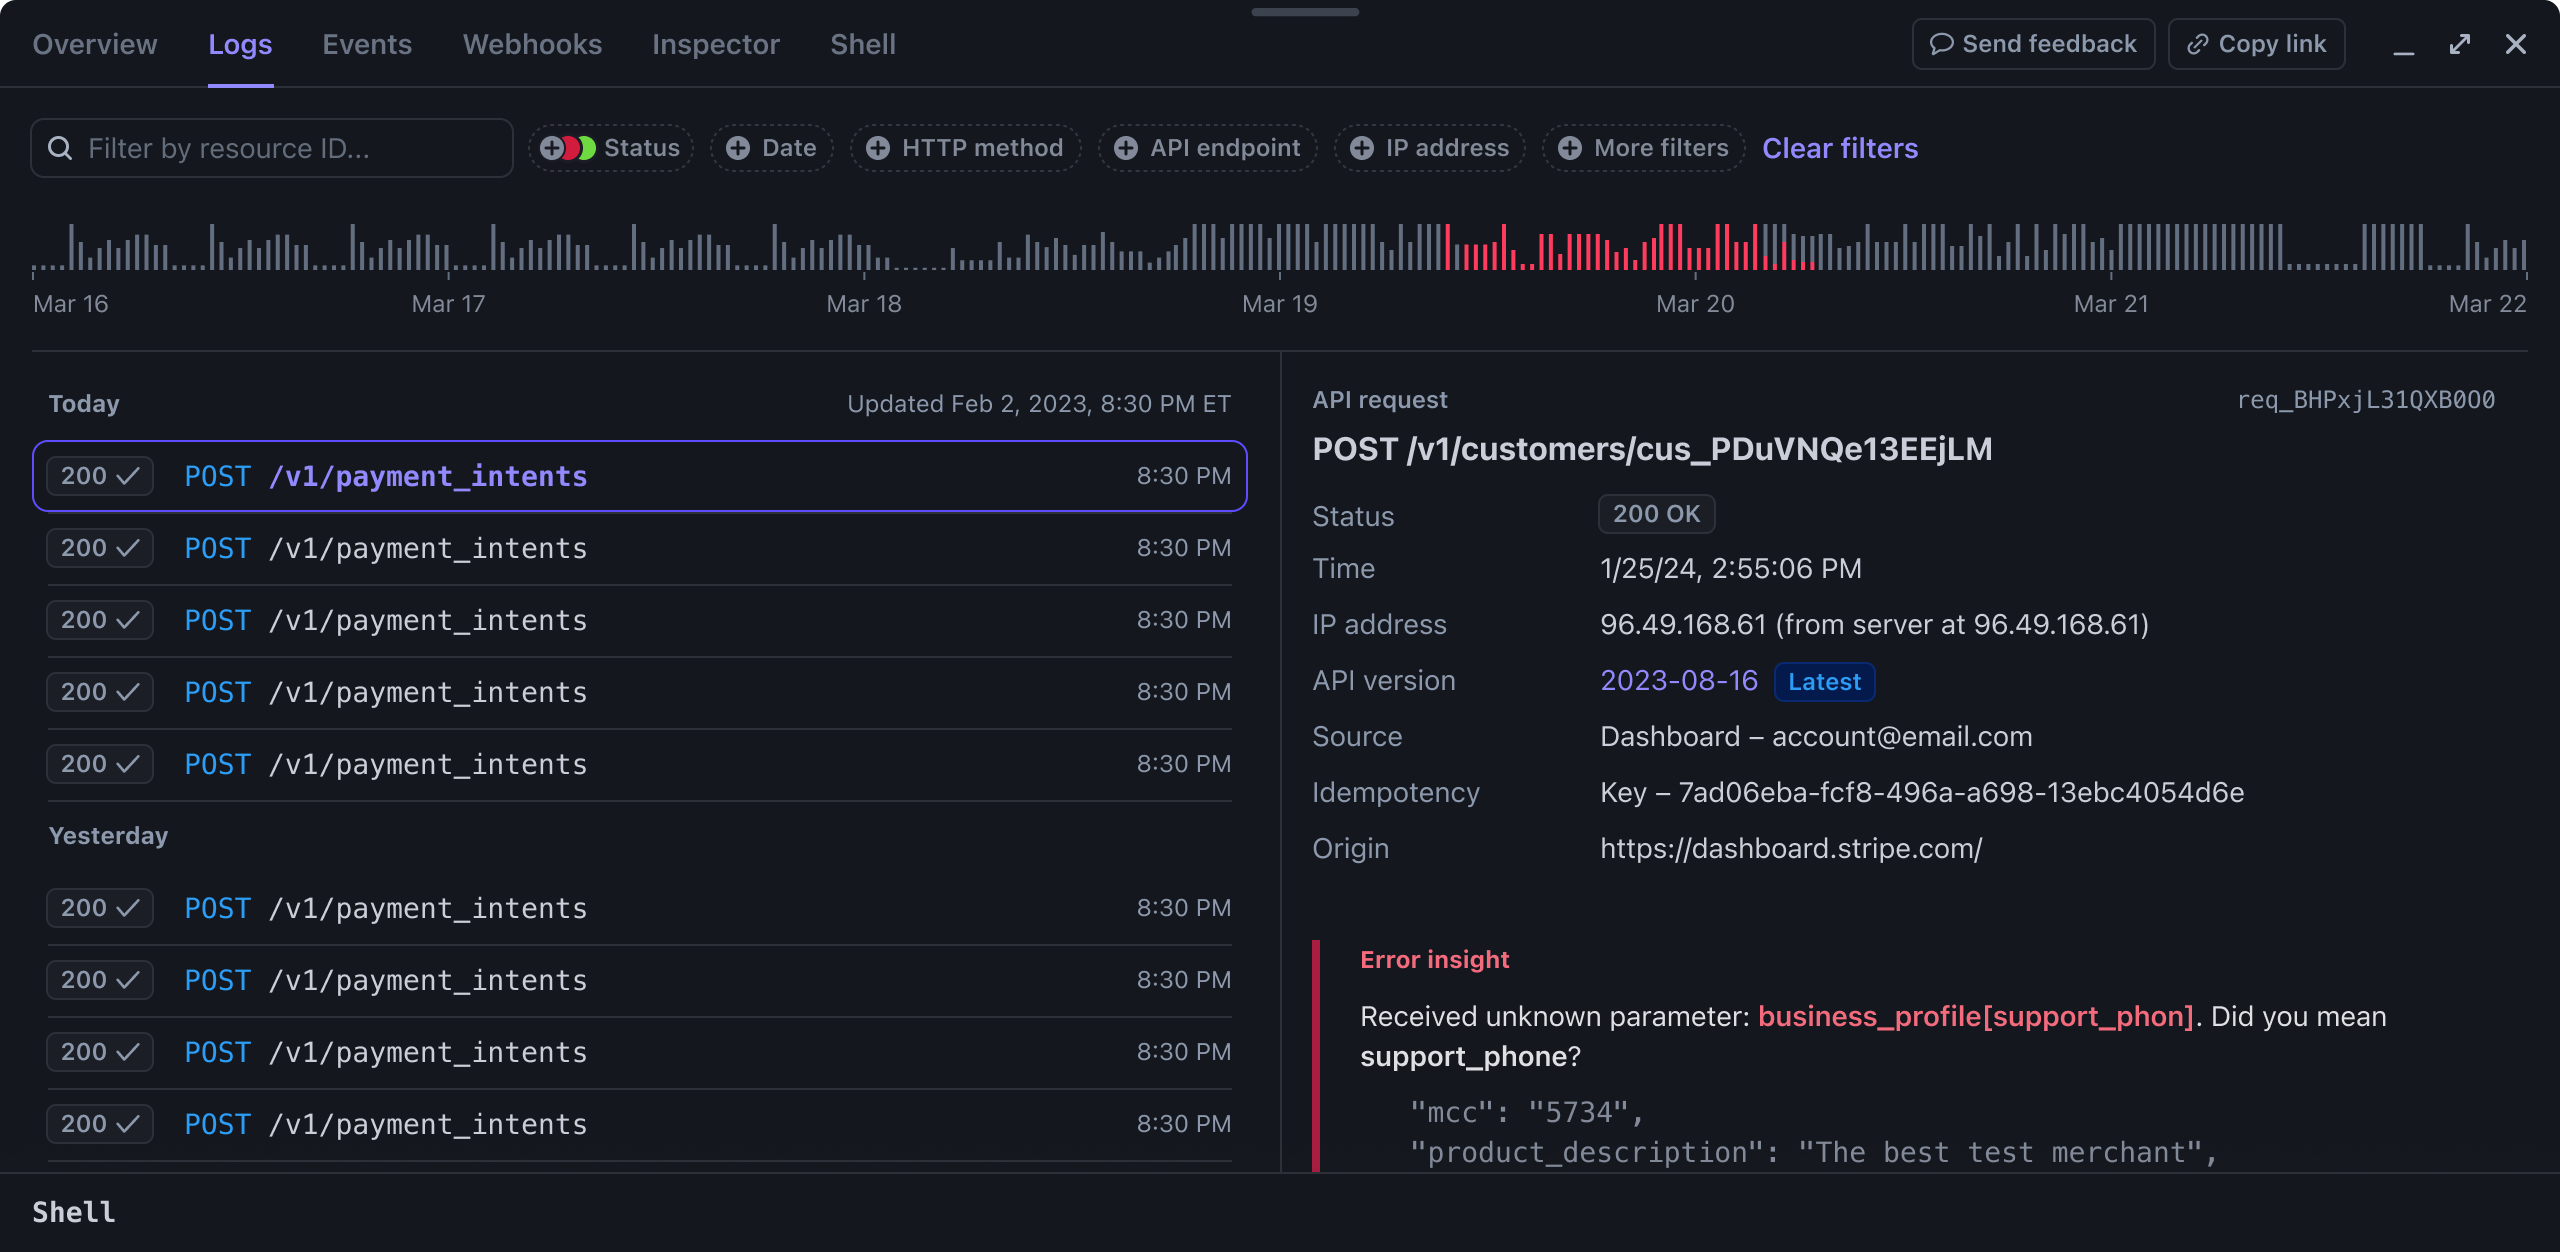 Overview Logs Events Webhooks Inspector Shell Send feedback Copy link
Filter by resource ID... Status Date HTTP method API endpoint IP address More filters Clear filters
Mar 16 Mar 17 Mar 18 Mar 19 Mar 20 Mar 21 Mar 22
Today Updated Feb 2, 2023, 8:30 PM ET
200 POST /v1/payment_intents 8:30 PM
200 POST /v1/payment_intents 8:30 PM
200 POST /v1/payment_intents 8:30 PM
200 POST /v1/payment_intents 8:30 PM
200 POST /v1/payment_intents 8:30 PM
Yesterday
200 POST /v1/payment_intents 8:30 PM
200 POST /v1/payment_intents 8:30 PM
200 POST /v1/payment_intents 8:30 PM
200 POST /v1/payment_intents 8:30 PM
API request req_BHPxjL31QXB0O0
POST /v1/customers/cus_PDuVNQe13EEjLM
Status 200 OK
Time 1/25/24, 2:55:06 PM
IP address 96.49.168.61 (from server at 96.49.168.61)
API version 2023-08-16 Latest
Source Dashboard – account@email.com
Idempotency Key – 7ad06eba-fcf8-496a-a698-13ebc4054d6e
Origin https://dashboard.stripe.com/
Error insight
Received unknown parameter: business_profile[support_phon]. Did you mean
support_phone?
"mcc": "5734",
"product_description": "The best test merchant",
Shell